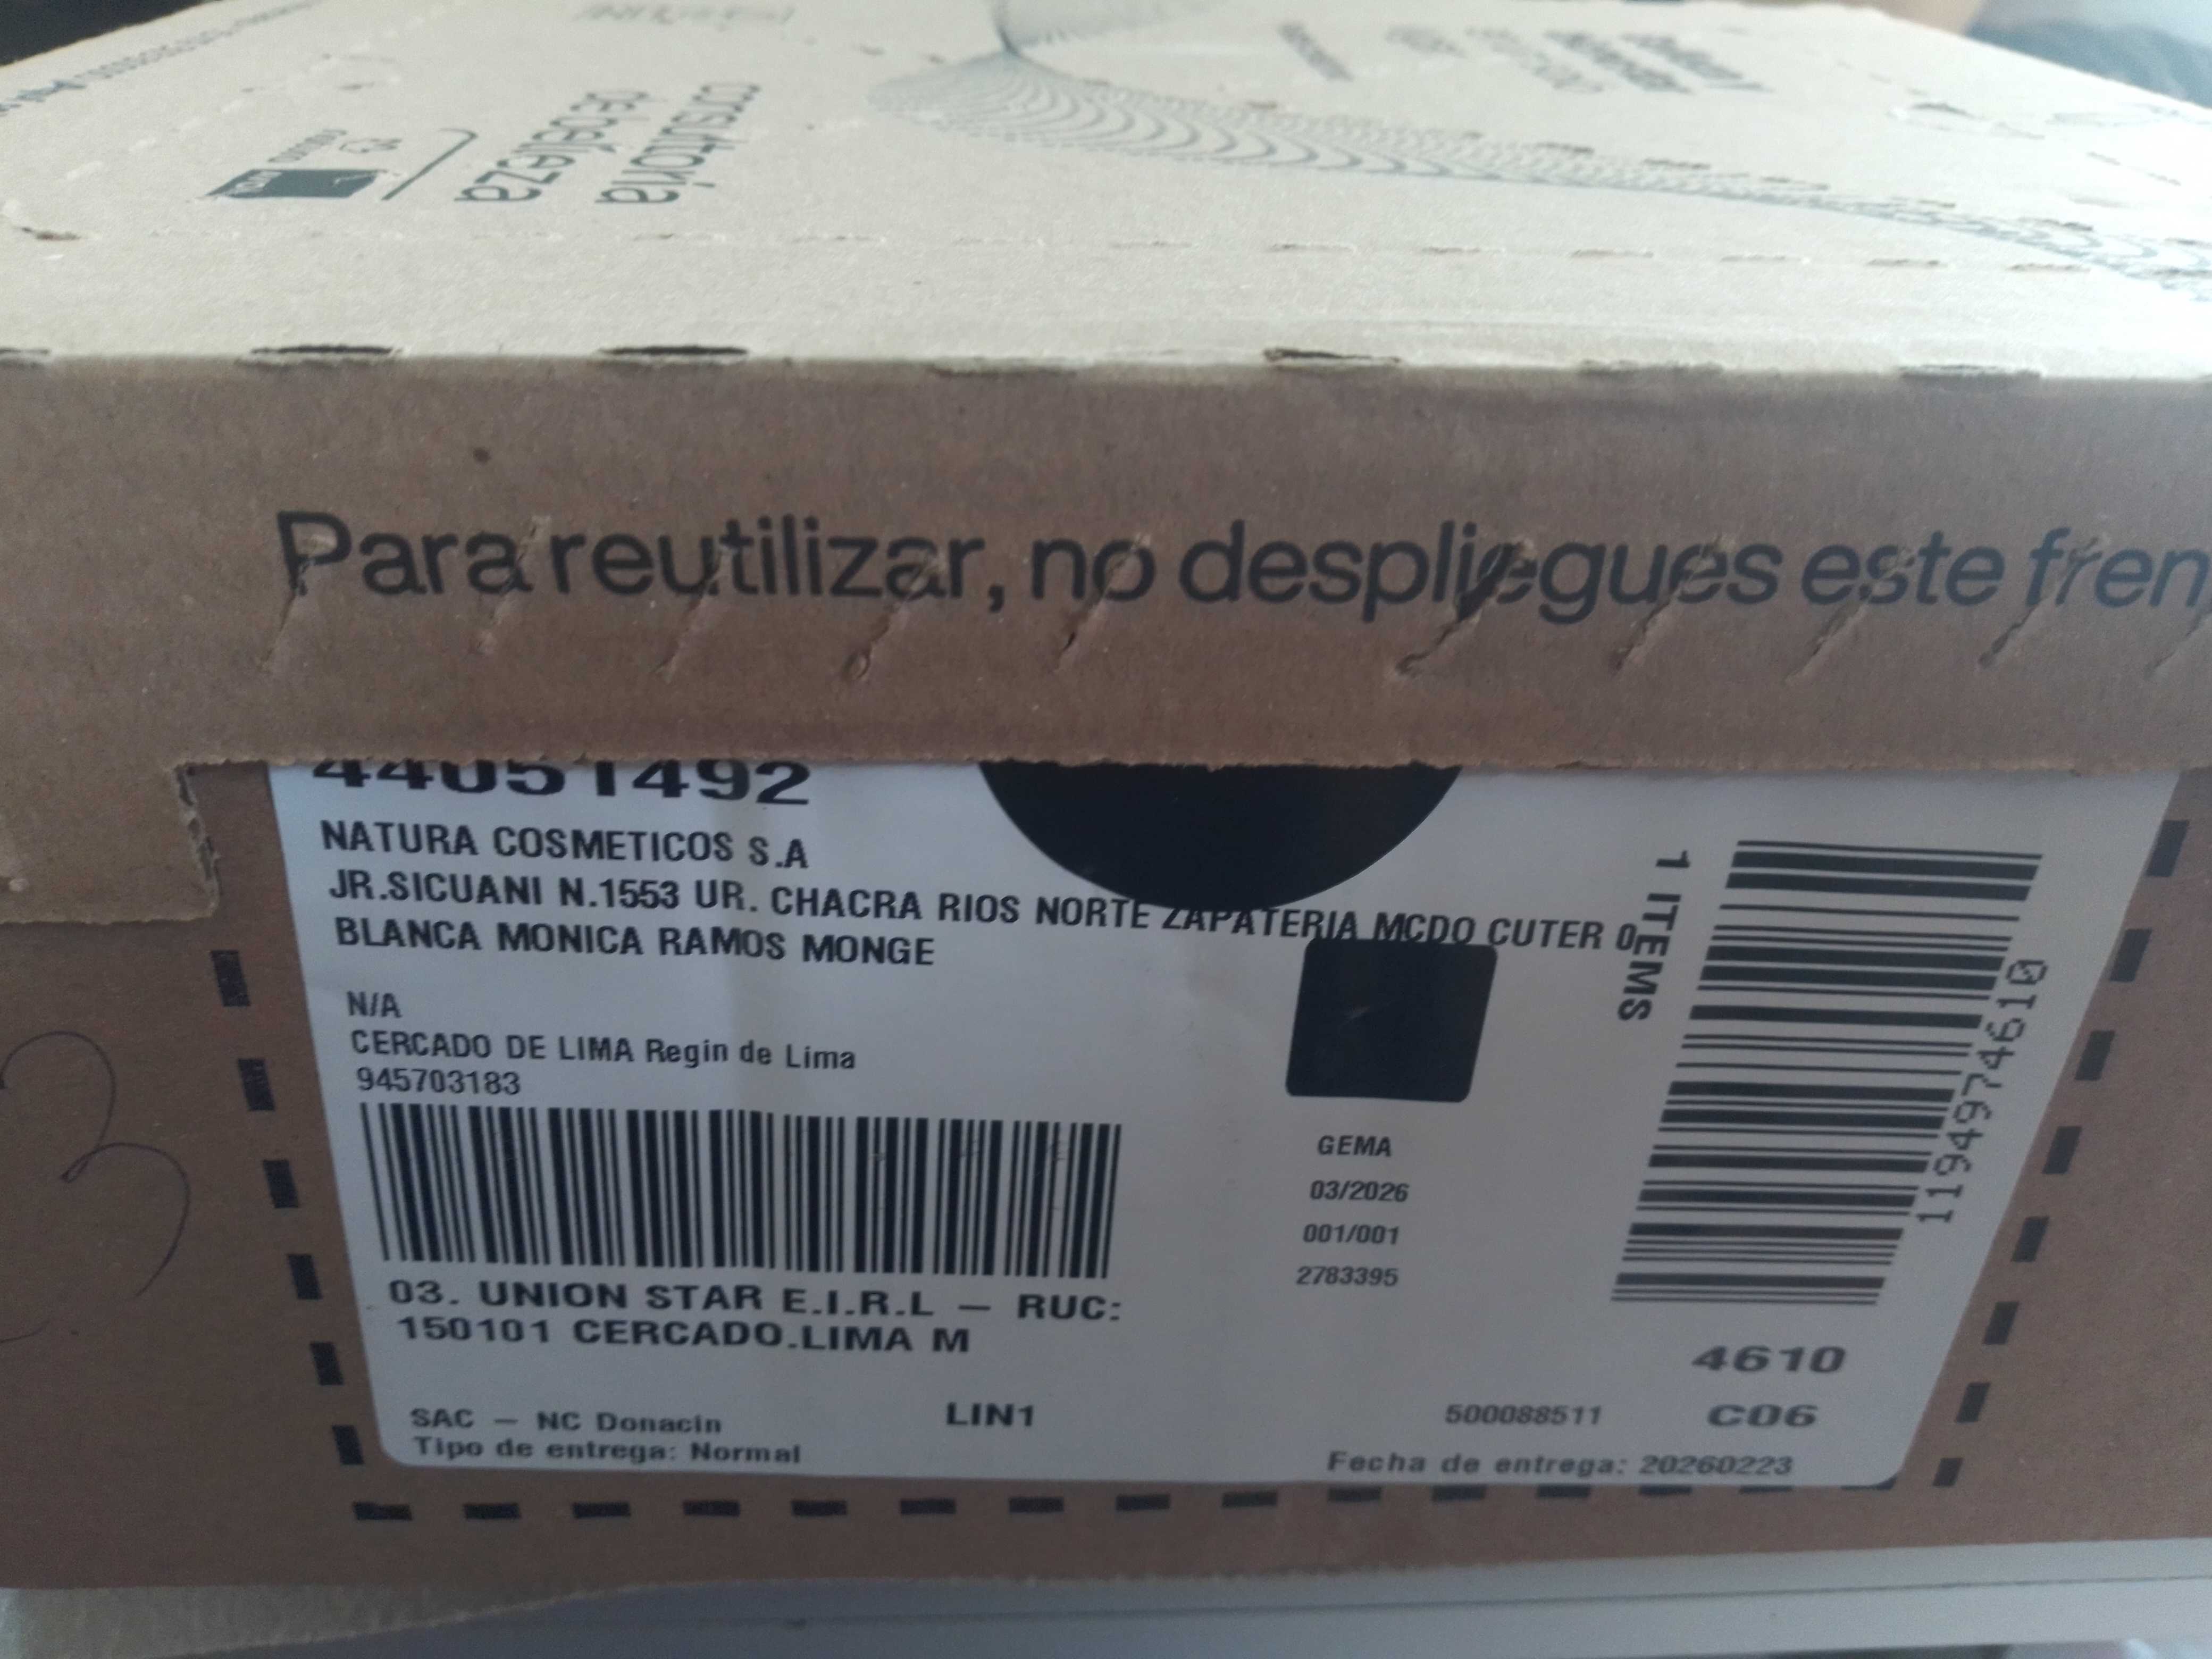 consultoría
de belleza
Para reutilizar, no despliegues este fren
44051492
NATURA COSMETICOS S.A
JR.SICUANI N.1553 UR. CHACRA RIOS NORTE ZAPATERIA MCDO CUTER 0
BLANCA MONICA RAMOS MONGE
N/A
CERCADO DE LIMA Regin de Lima
945703183
03. UNION STAR E.I.R.L – RUC:
150101 CERCADO.LIMA M
SAC – NC Donacin
Tipo de entrega: Normal
LIN1
GEMA
03/2026
001/001
2783395
1 ITEMS
1194974610
4610
500088511
C06
Fecha de entrega: 20260223
3